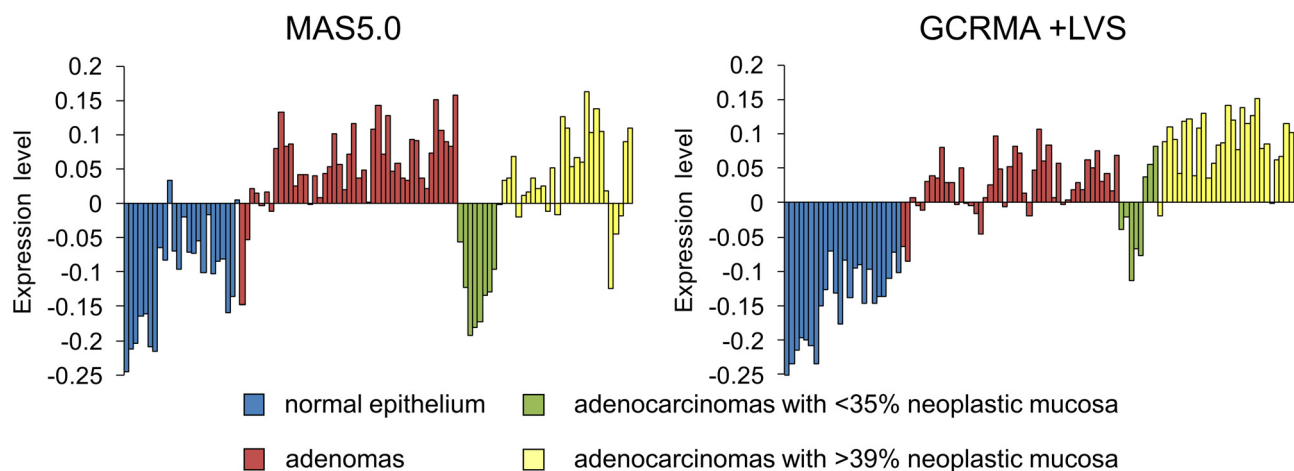 MAS5.0
GCRMA +LVS
Expression level
0.2
0.15
0.1
0.05
0
-0.05
-0.1
-0.15
-0.2
-0.25
Expression level
0.2
0.15
0.1
0.05
0
-0.05
-0.1
-0.15
-0.2
-0.25
normal epithelium
adenocarcinomas with <35% neoplastic mucosa
adenomas
adenocarcinomas with >39% neoplastic mucosa